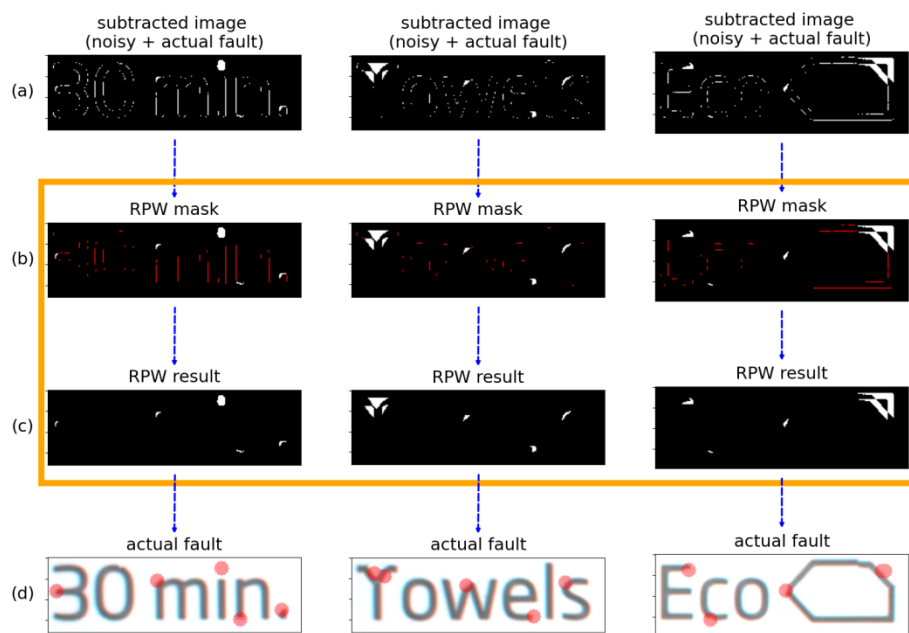 subtracted image
(noisy + actual fault)
subtracted image
(noisy + actual fault)
subtracted image
(noisy + actual fault)
(a)
30 min.
Towels
Eco
RPW mask
RPW mask
RPW mask
(b)
RPW result
RPW result
RPW result
(c)
actual fault
actual fault
actual fault
(d)
30 min.
Towels
Eco